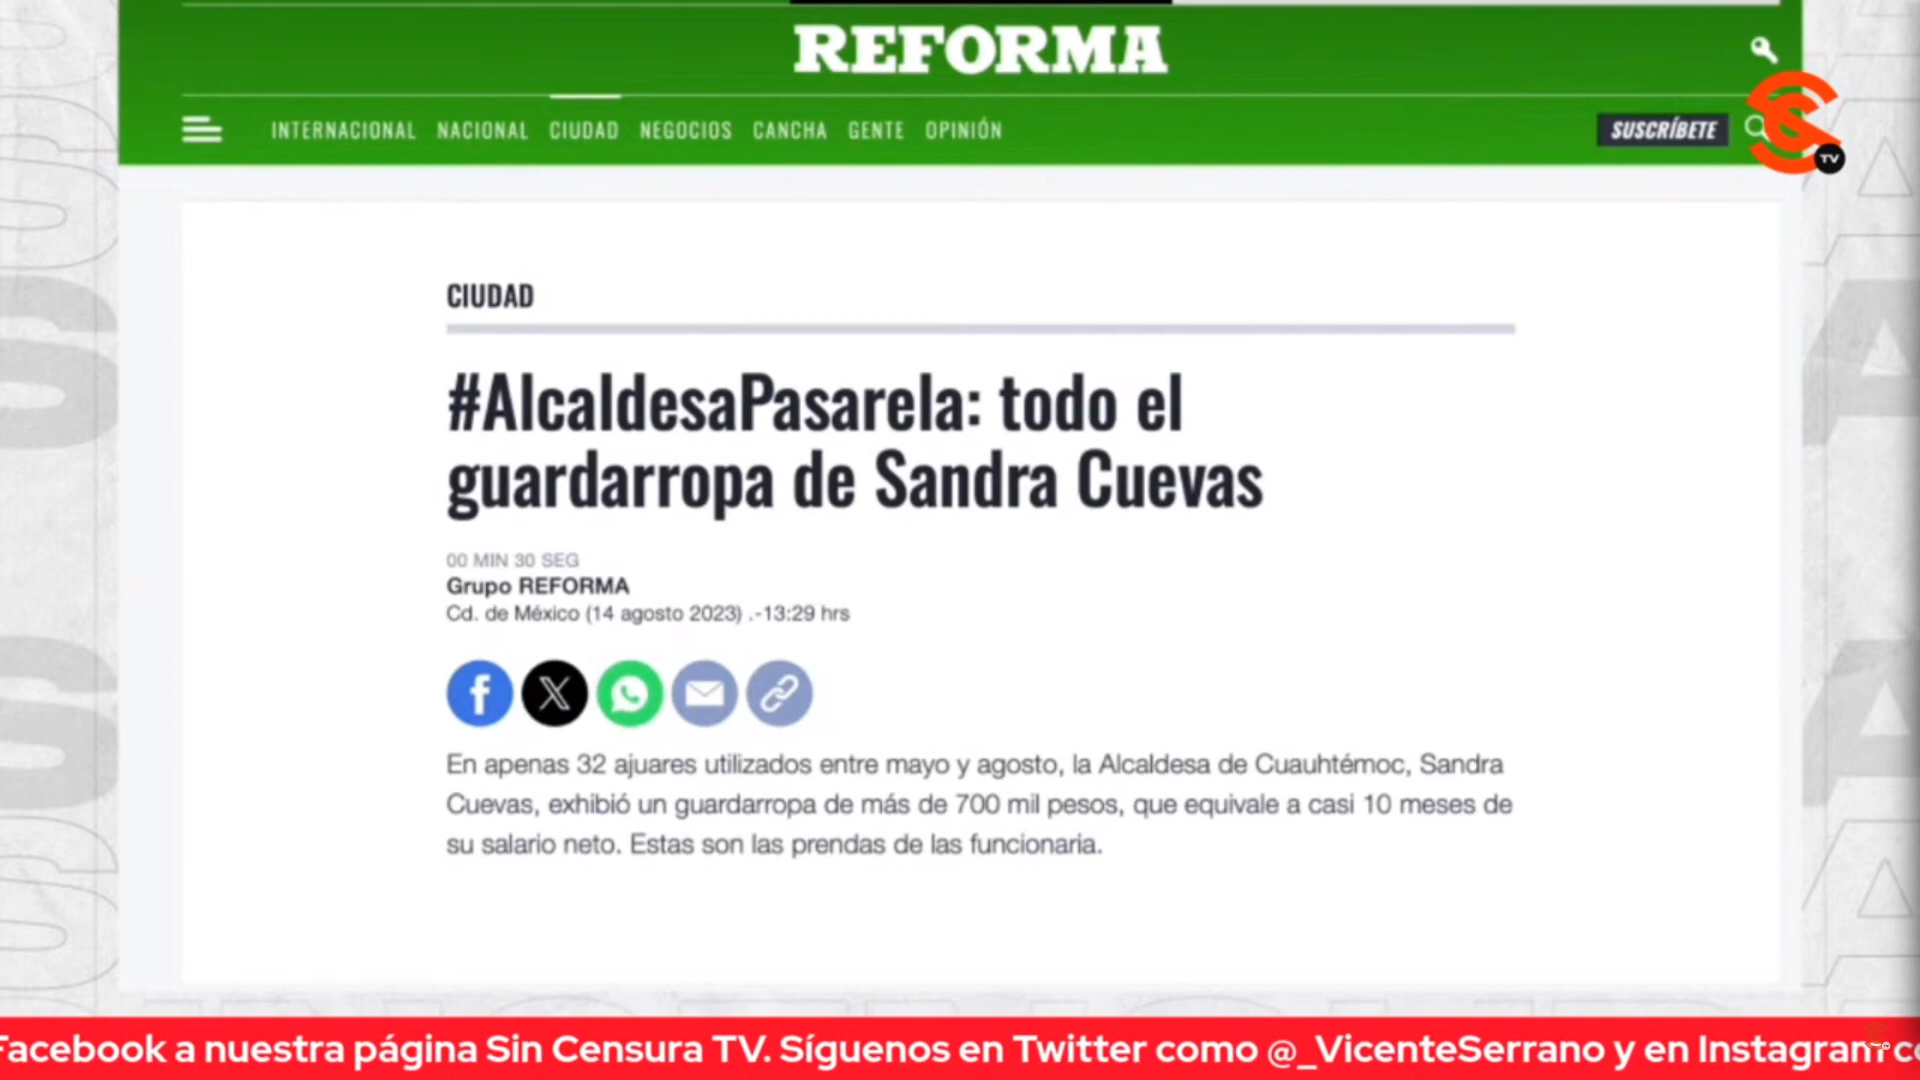 REFORMA
INTERNACIONAL NACIONAL CIUDAD NEGOCIOS CANCHA GENTE OPINIÓN
SUSCRÍBETE
TV
CIUDAD
#AlcaldesaPasarela: todo el
guardarropa de Sandra Cuevas
00 MIN 30 SEG
Grupo REFORMA
Cd. de México (14 agosto 2023) .-13:29 hrs
En apenas 32 ajuares utilizados entre mayo y agosto, la Alcaldesa de Cuauhtémoc, Sandra
Cuevas, exhibió un guardarropa de más de 700 mil pesos, que equivale a casi 10 meses de
su salario neto. Estas son las prendas de las funcionaria.
Facebook a nuestra página Sin Censura TV. Síguenos en Twitter como @_VicenteSerrano y en Instagram